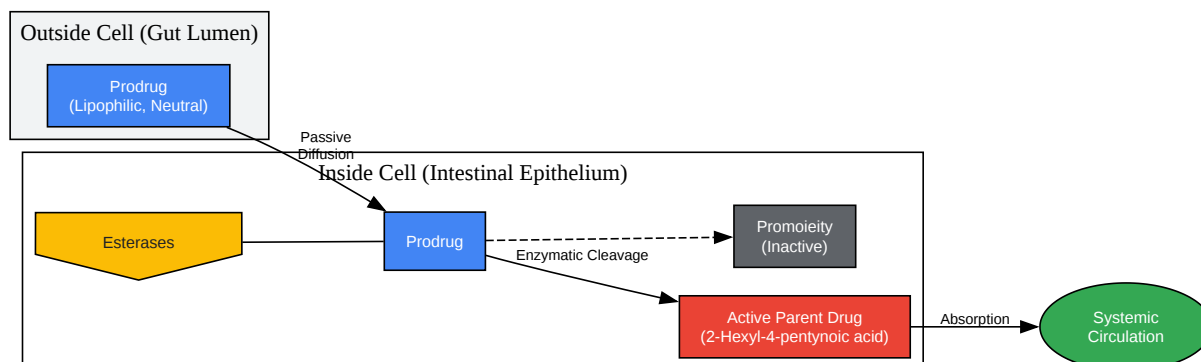 Outside Cell (Gut Lumen)
Prodrug
(Lipophilic, Neutral)
Passive
Diffusion
Inside Cell (Intestinal Epithelium)
Esterases
Prodrug
Promoieity
(Inactive)
Enzymatic Cleavage
Active Parent Drug
(2-Hexyl-4-pentynoic acid)
Absorption
Systemic
Circulation